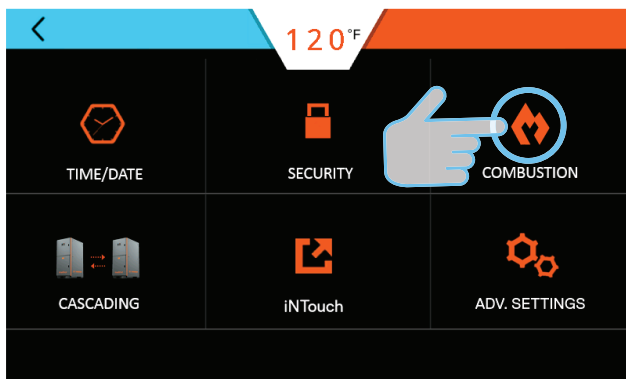 120°F
TIME/DATE
SECURITY
COMBUSTION
CASCADING
iNTouch
ADV. SETTINGS